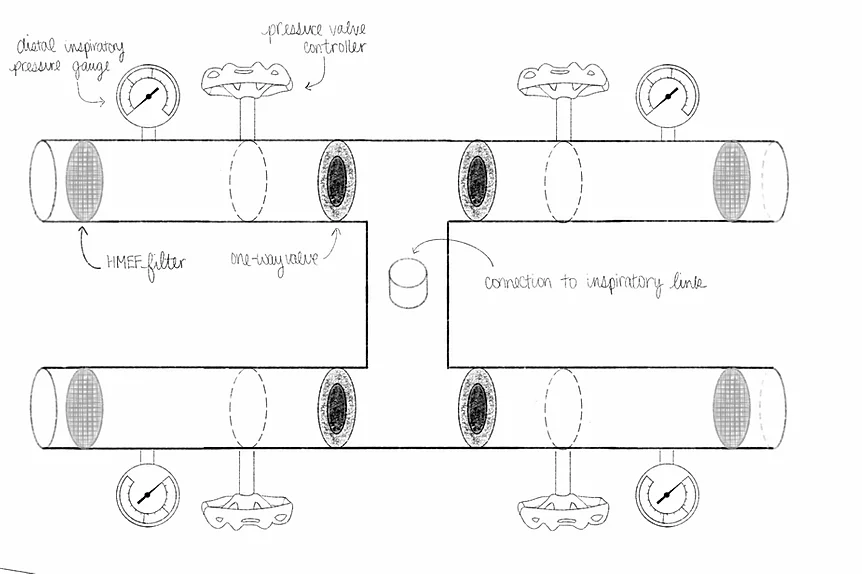 distal inspiratory
pressure gauge
pressure valve
controller
HMEF filter
one-way valve
connection to inspiratory limb